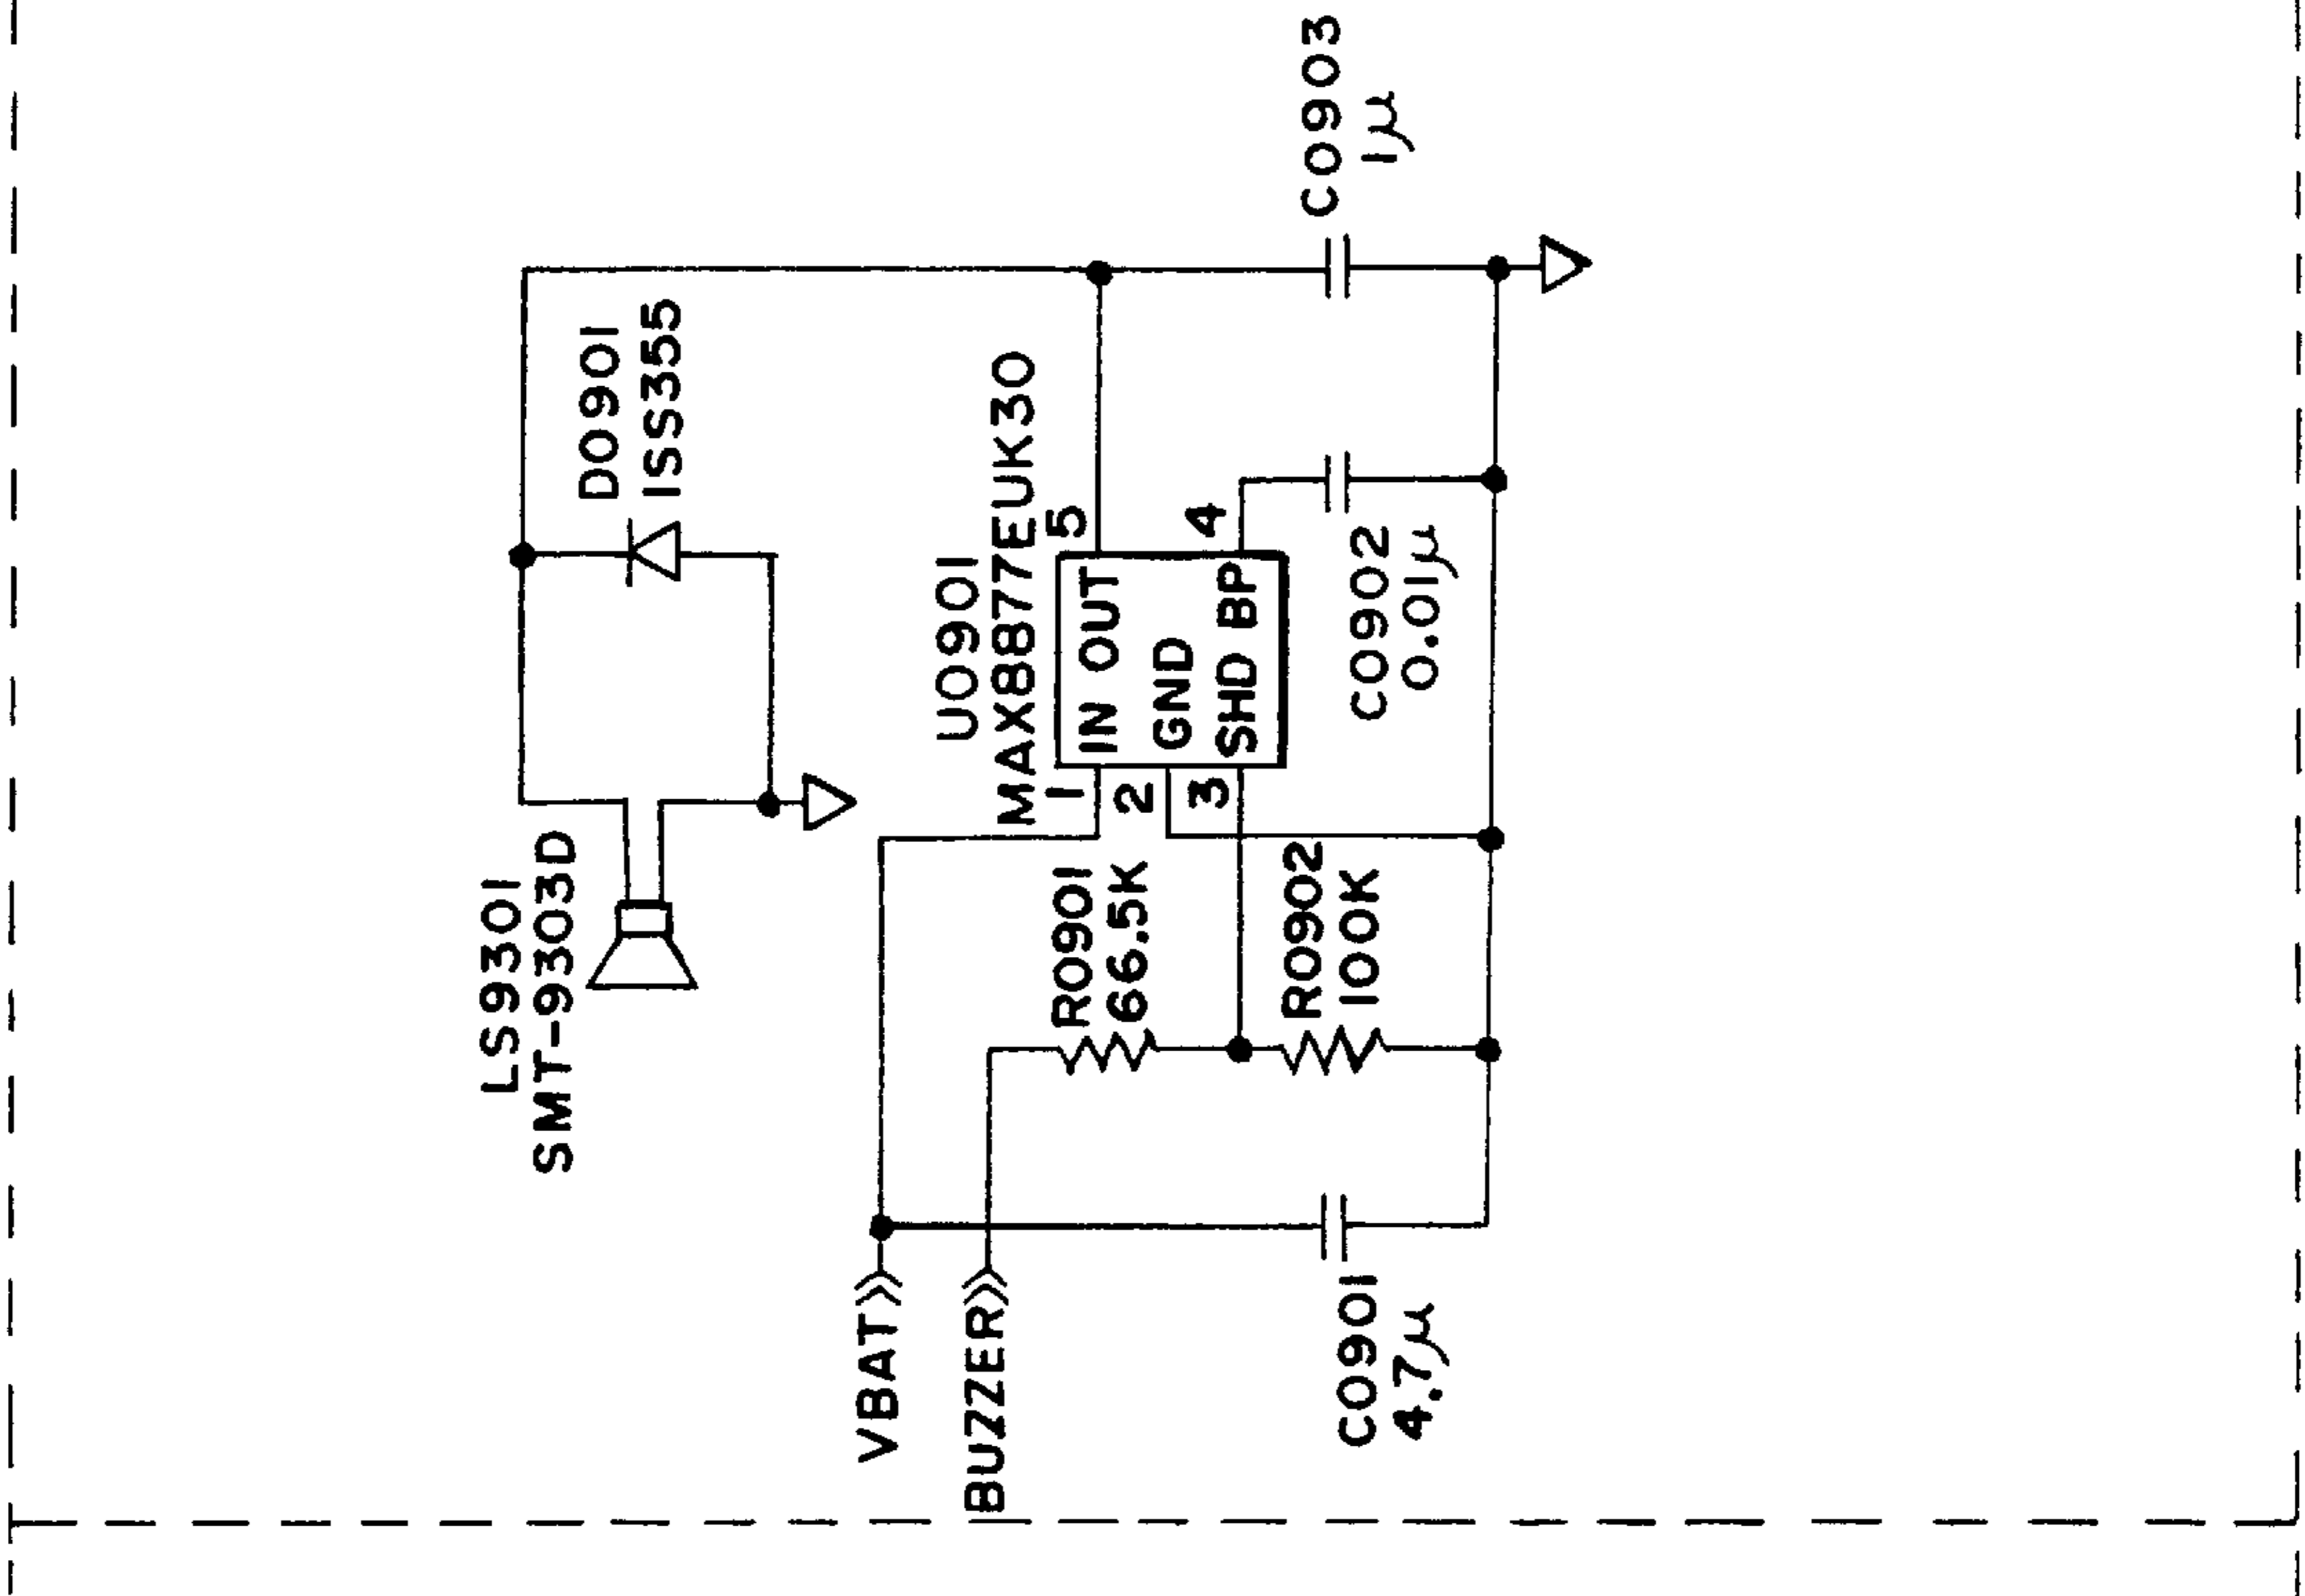 LS9301
SMT-9303D
D0901
1SS355
U0901
MAX8877EUK30
1
IN OUT
5
2
GND
3
SHD BP
4
VBAT
BUZZER
R0901
66.5K
R0902
100K
C0901
4.7μ
C0902
0.01μ
C0903
1μ